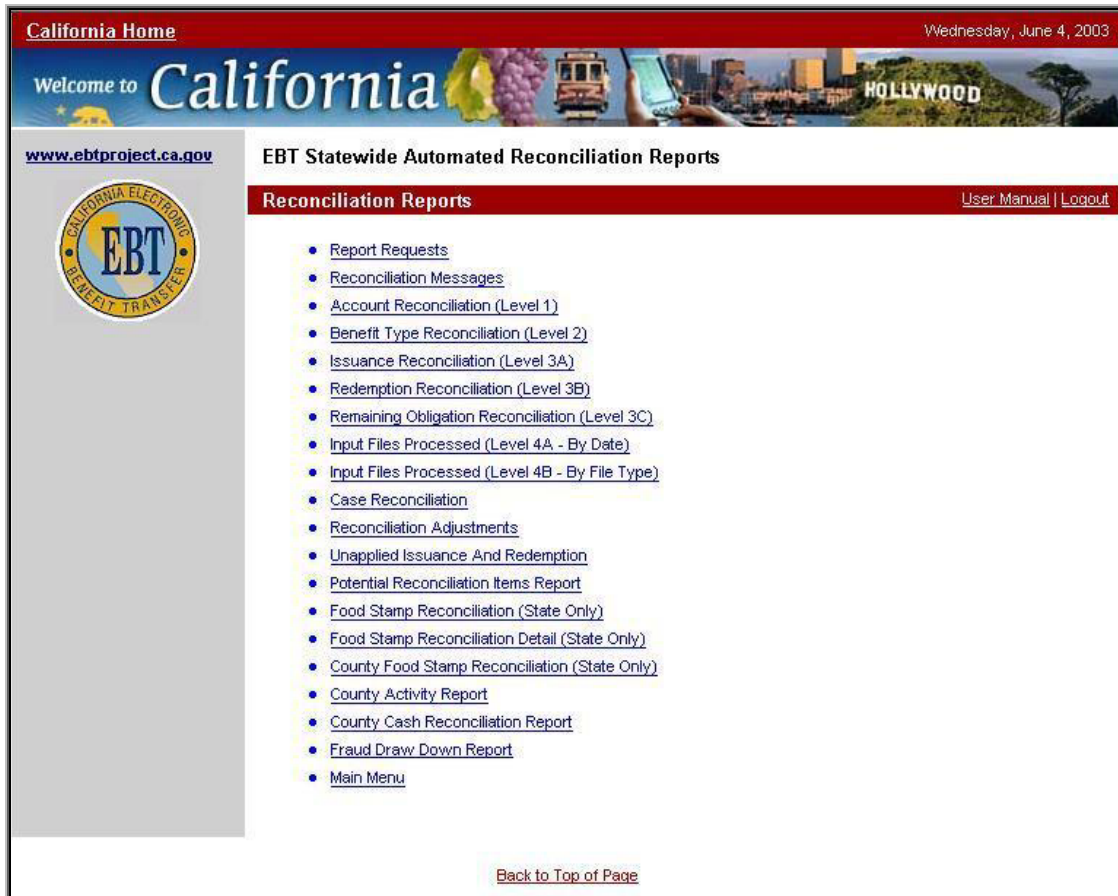 California Home
Wednesday, June 4, 2003
Welcome to California
HOLLYWOOD
www.ebtproject.ca.gov
CALIFORNIA ELECTRONIC
EBT
BENEFIT TRANSFER
EBT Statewide Automated Reconciliation Reports
Reconciliation Reports
User Manual | Logout
Report Requests
Reconciliation Messages
Account Reconciliation (Level 1)
Benefit Type Reconciliation (Level 2)
Issuance Reconciliation (Level 3A)
Redemption Reconciliation (Level 3B)
Remaining Obligation Reconciliation (Level 3C)
Input Files Processed (Level 4A - By Date)
Input Files Processed (Level 4B - By File Type)
Case Reconciliation
Reconciliation Adjustments
Unapplied Issuance And Redemption
Potential Reconciliation Items Report
Food Stamp Reconciliation (State Only)
Food Stamp Reconciliation Detail (State Only)
County Food Stamp Reconciliation (State Only)
County Activity Report
County Cash Reconciliation Report
Fraud Draw Down Report
Main Menu
Back to Top of Page